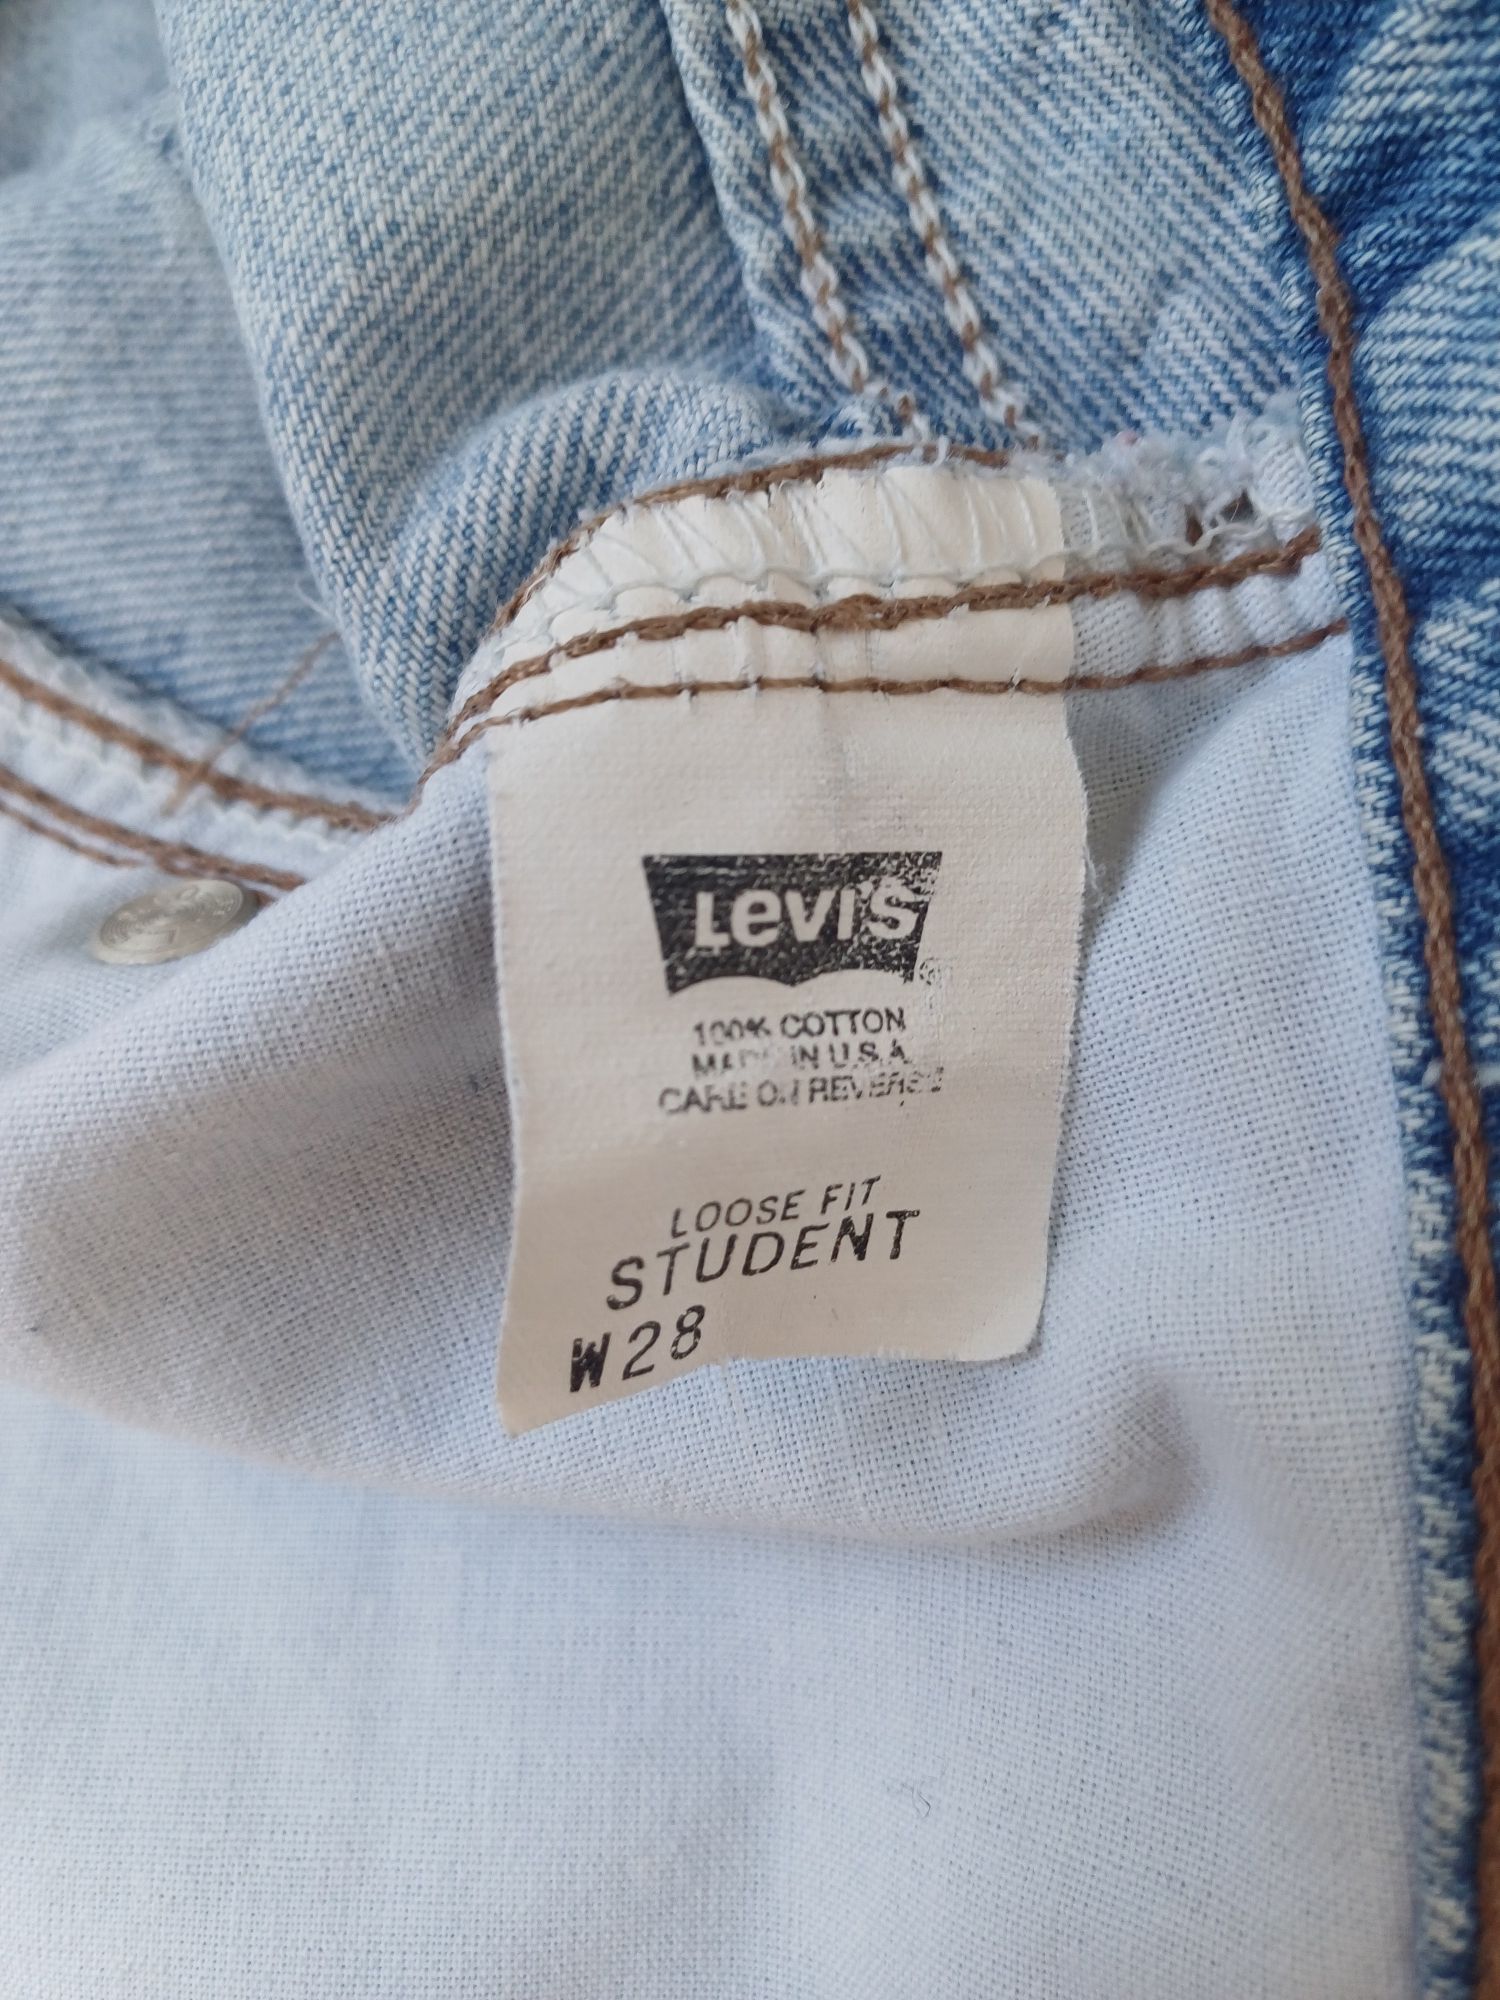 Levi's
100% COTTON
MADE IN U.S.A.
CARE ON REVERSE
LOOSE FIT
STUDENT
W28